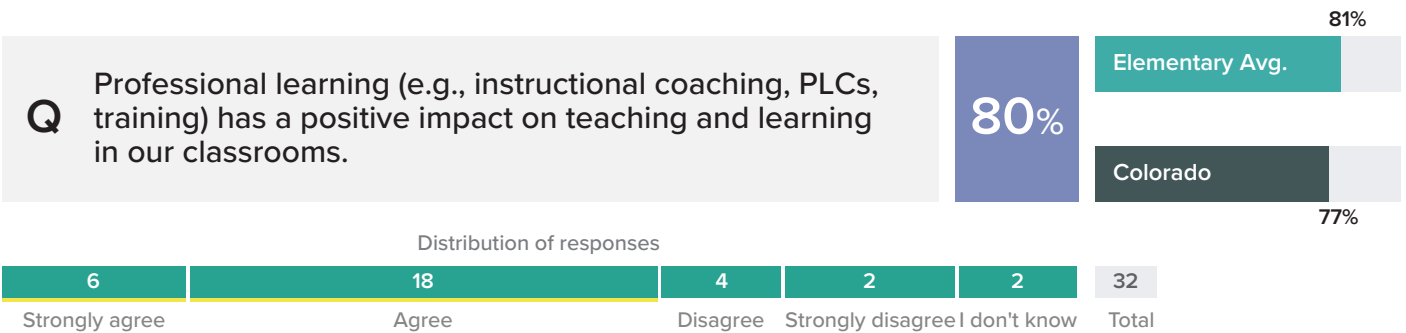 81%
Q
Professional learning (e.g., instructional coaching, PLCs,
training) has a positive impact on teaching and learning
in our classrooms.
80%
Elementary Avg.
Colorado
77%
Distribution of responses
6 18 4 2 2 32
Strongly agree Agree Disagree Strongly disagree I don't know Total